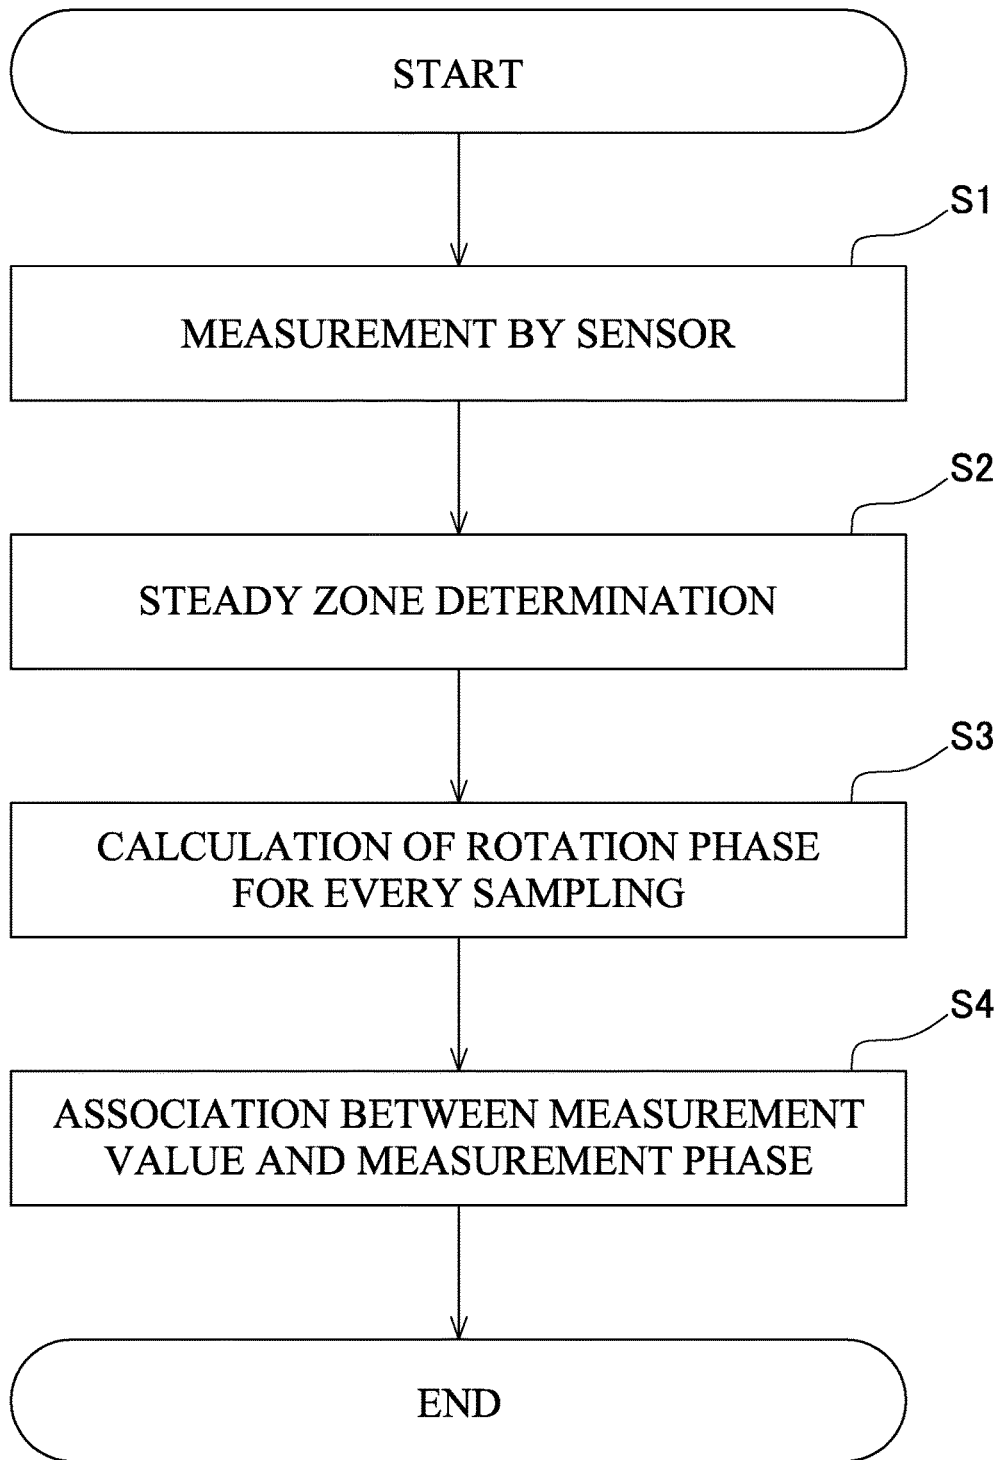 START
S1
MEASUREMENT BY SENSOR
S2
STEADY ZONE DETERMINATION
S3
CALCULATION OF ROTATION PHASE
FOR EVERY SAMPLING
S4
ASSOCIATION BETWEEN MEASUREMENT
VALUE AND MEASUREMENT PHASE
END